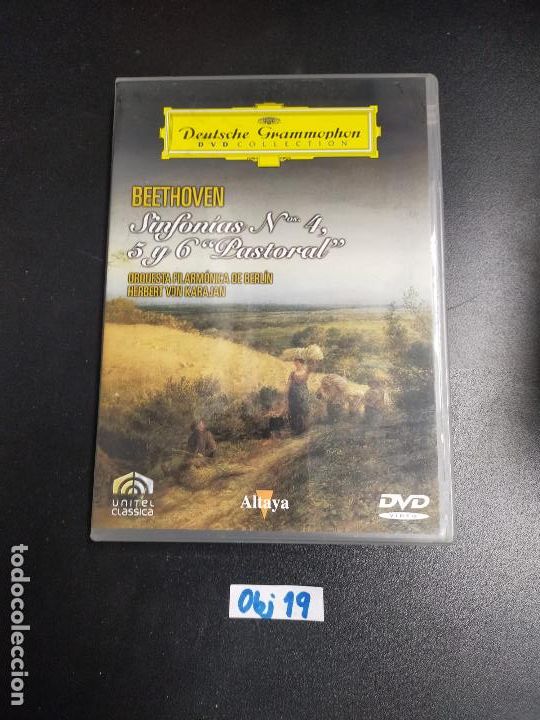 Deutsche Grammophon
DVD COLLECTION
BEETHOVEN
Sinfonías Nos. 4,
5 y 6 "Pastoral"
ORQUESTA FILARMÓNICA DE BERLÍN
HERBERT VON KARAJAN
UNITEL
CLASSICA
Altaya
DVD
VIDEO
Obj 19
todocoleccion